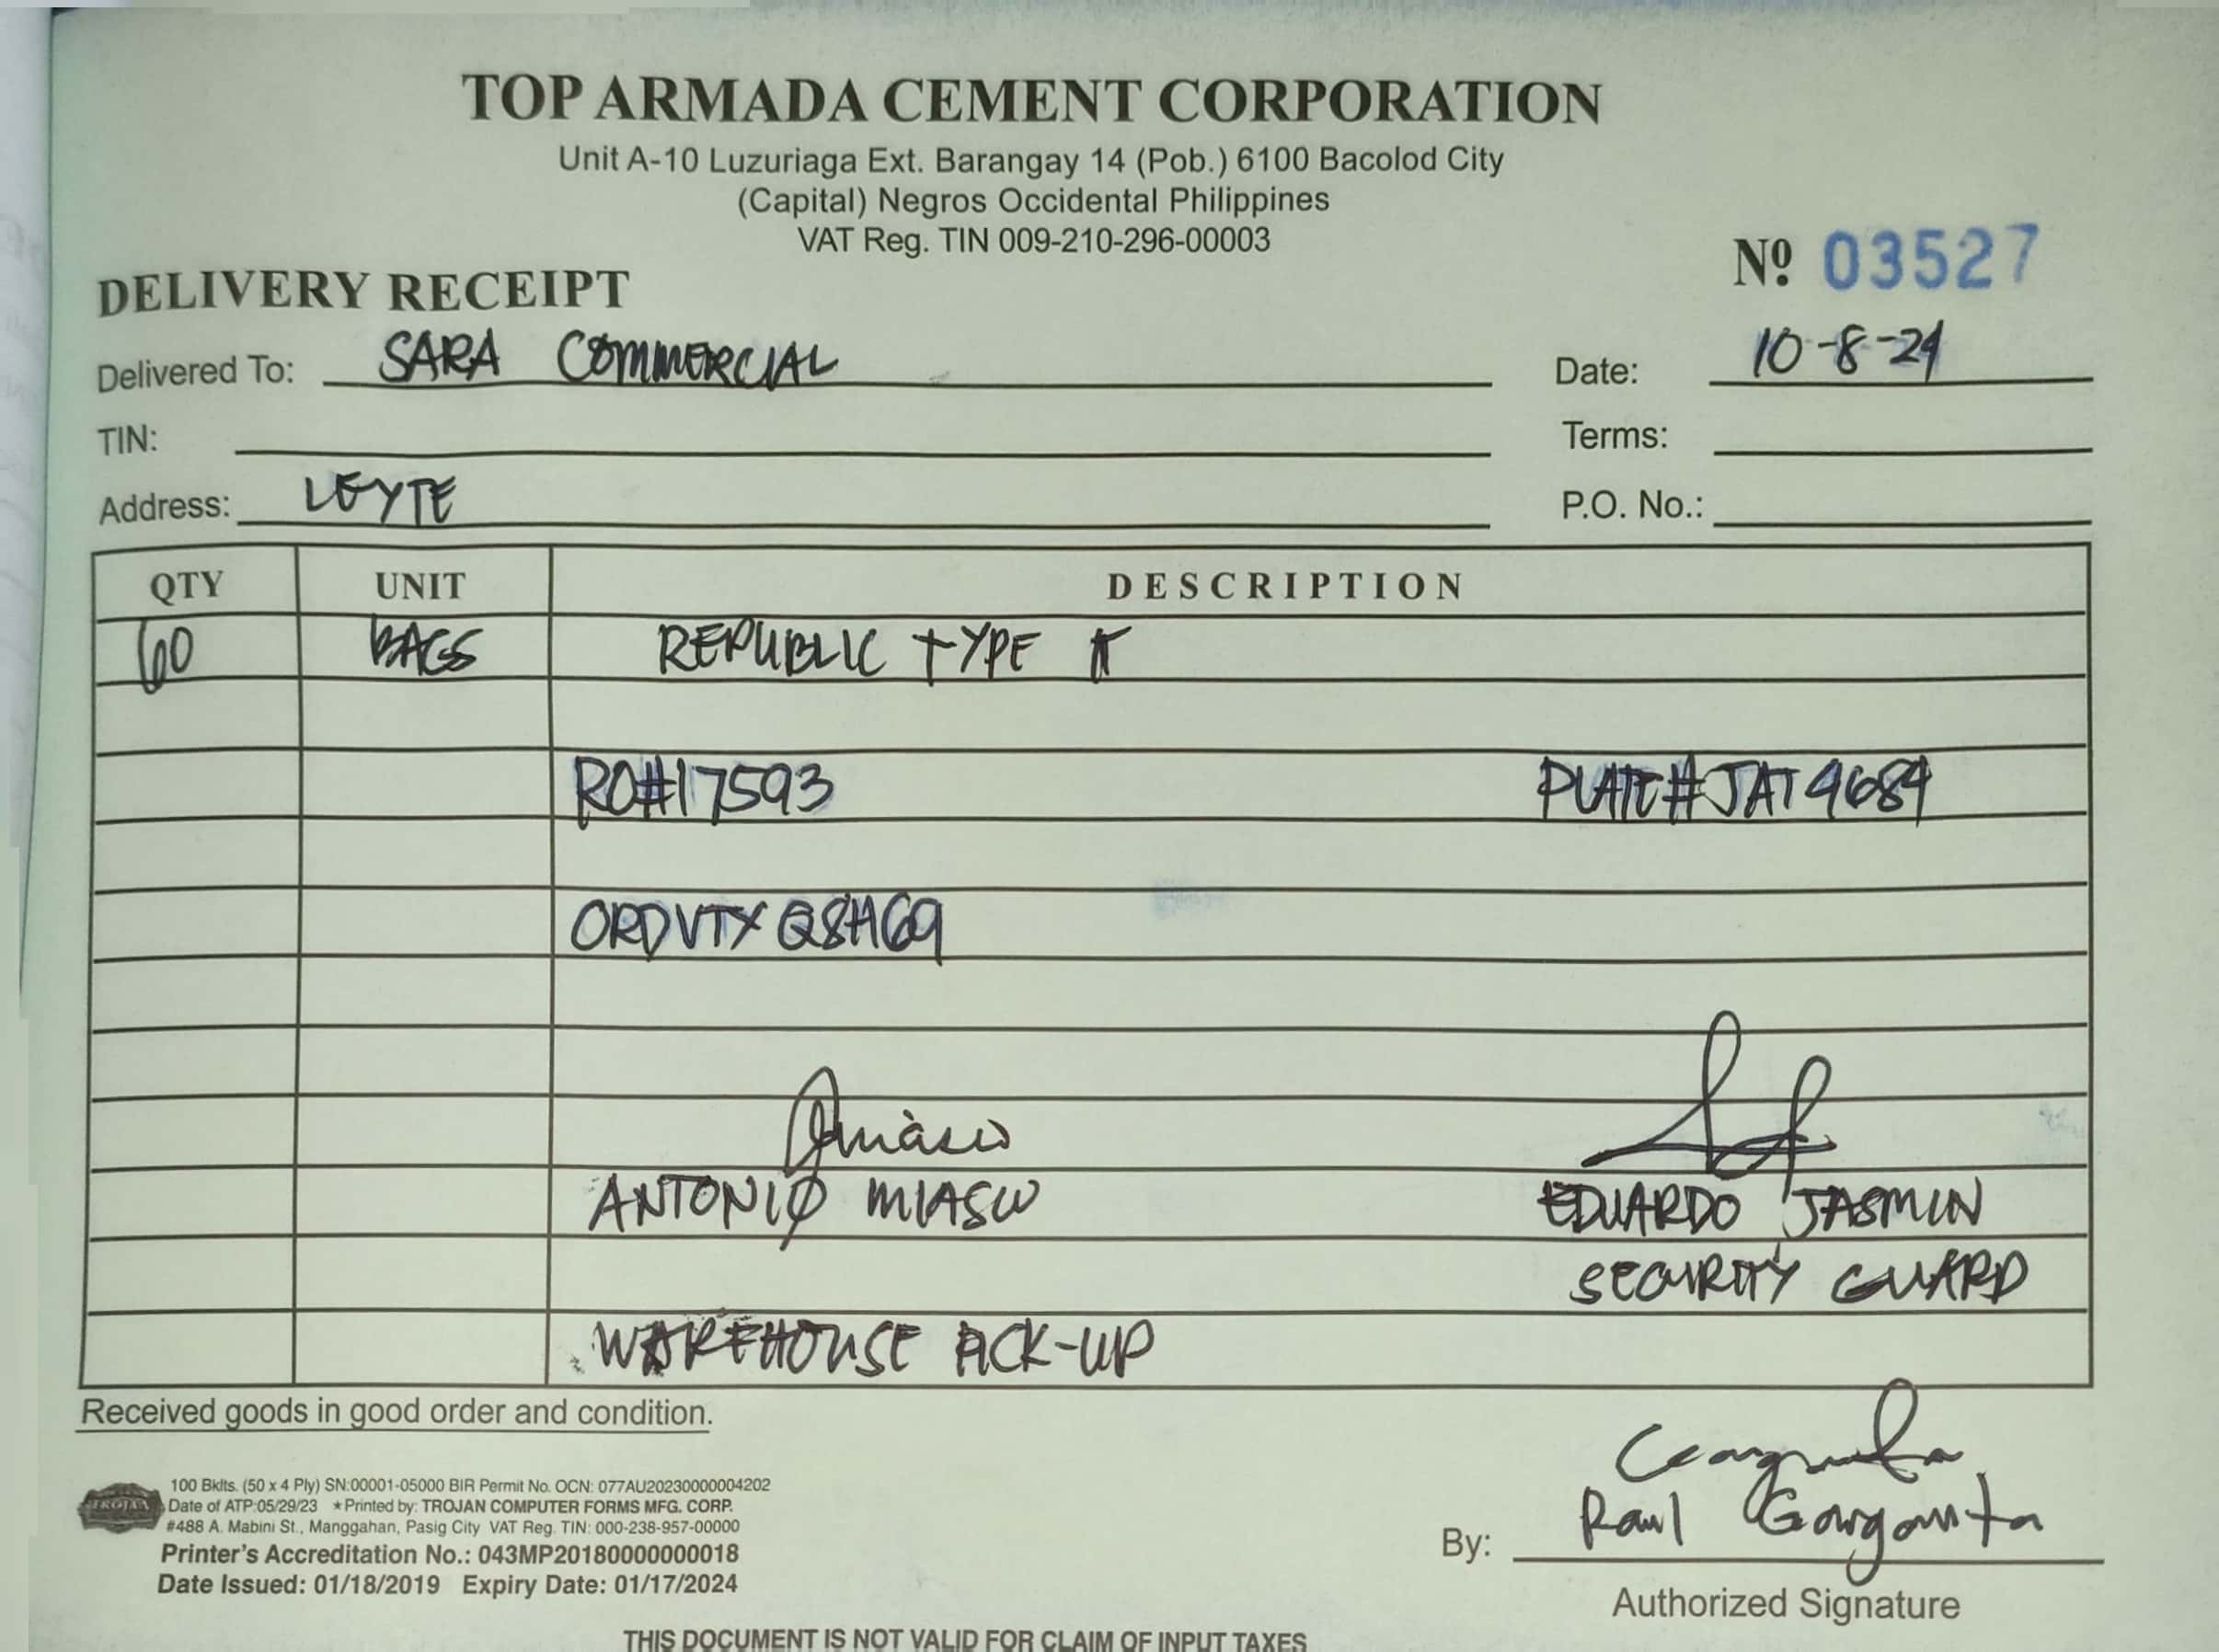 TOP ARMADA CEMENT CORPORATION
Unit A-10 Luzuriaga Ext. Barangay 14 (Pob.) 6100 Bacolod City
(Capital) Negros Occidental Philippines
VAT Reg. TIN 009-210-296-00003
Nº 03527
DELIVERY RECEIPT
Delivered To: SARA COMMERCIAL Date: 10-8-24
TIN: Terms:
Address: LEYTE P.O. No.:
QTY UNIT DESCRIPTION
60 BAGS REPUBLIC TYPE
RO#17593 PLATE# JAT 9684
ORDVTXQ8H69
ANTONIO MIASCO EDUARDO JASMIN
SECURITY GUARD
WAREHOUSE PICK-UP
Received goods in good order and condition.
TROJAN
100 Bklts. (50 x 4 Ply) SN:00001-05000 BIR Permit No. OCN: 077AU20230000004202
Date of ATP:05/29/23 ★Printed by: TROJAN COMPUTER FORMS MFG. CORP.
#488 A. Mabini St., Manggahan, Pasig City VAT Reg. TIN: 000-238-957-00000
Printer's Accreditation No.: 043MP20180000000018
Date Issued: 01/18/2019 Expiry Date: 01/17/2024
By: Raul Garganta
Authorized Signature
THIS DOCUMENT IS NOT VALID FOR CLAIM OF INPUT TAXES